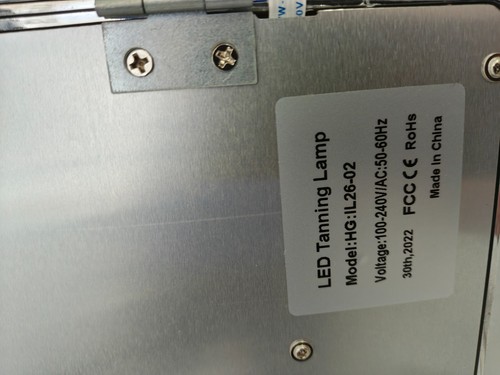 LED Tanning Lamp
Model:HG:IL26-02
Voltage:100-240V/AC:50-60Hz
30th,2022 FCC CE RoHs
Made In China